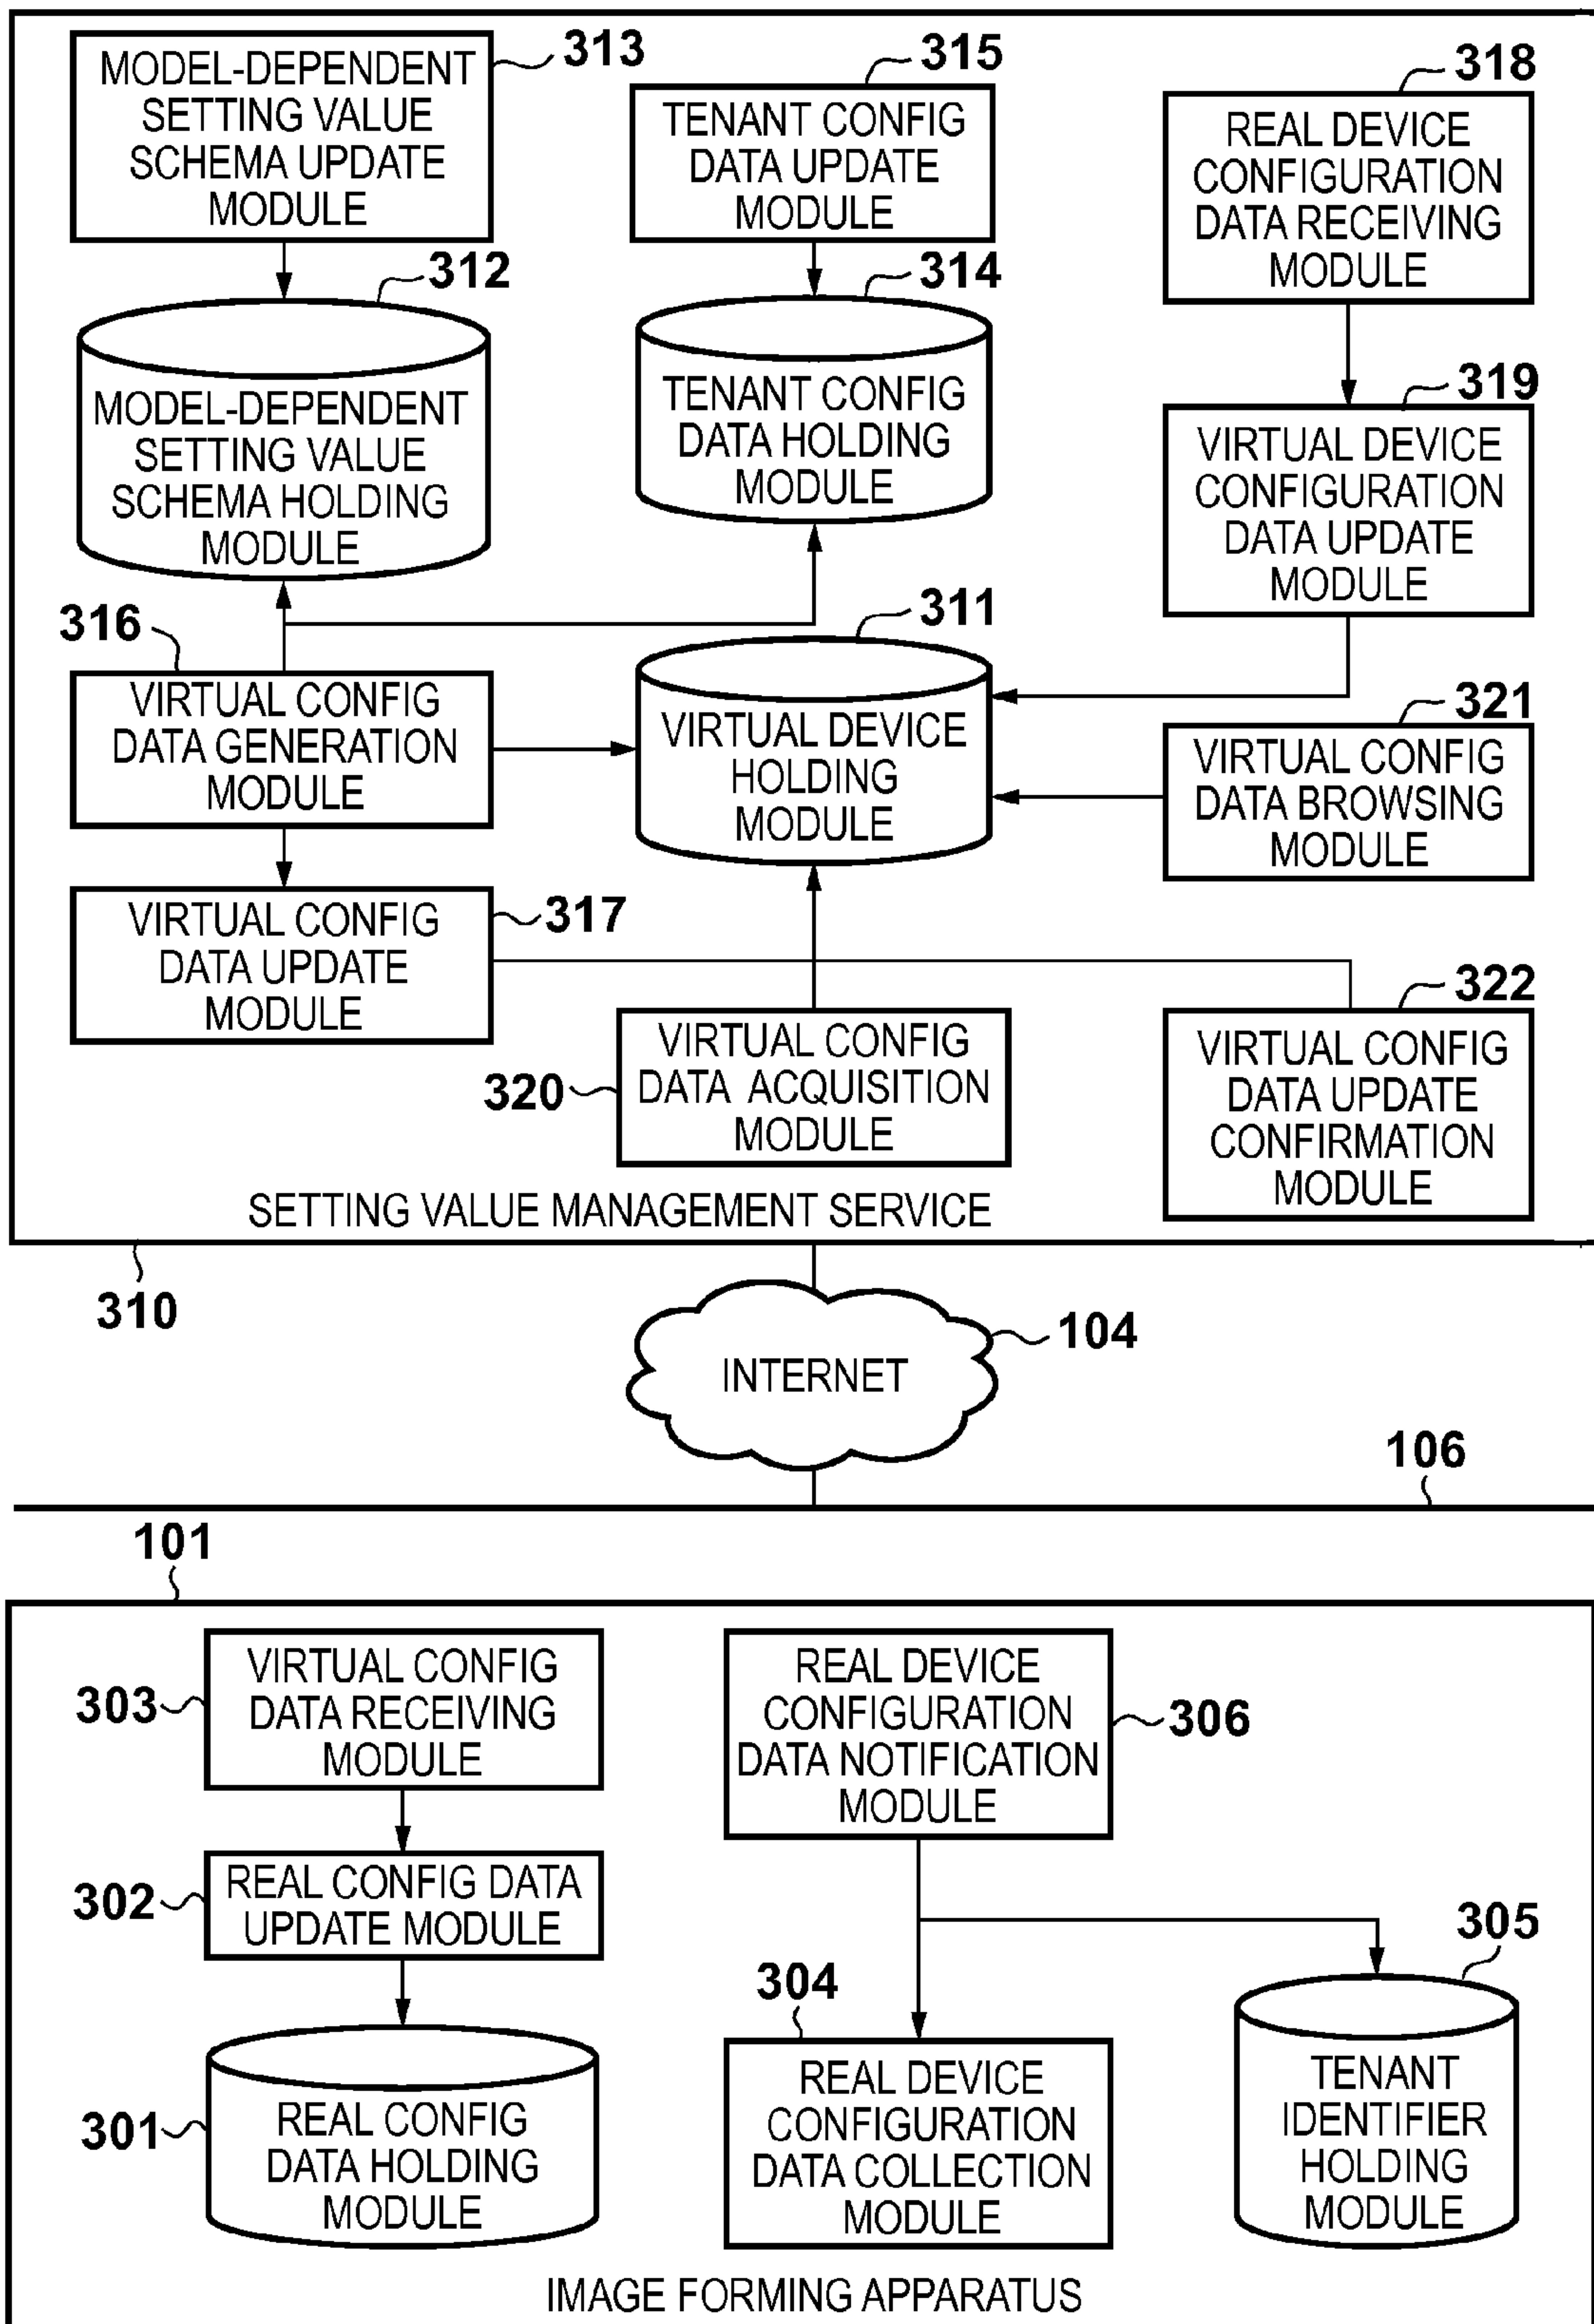 MODEL-DEPENDENT
SETTING VALUE
SCHEMA UPDATE
MODULE
313
TENANT CONFIG
DATA UPDATE
MODULE
315
REAL DEVICE
CONFIGURATION
DATA RECEIVING
MODULE
318
MODEL-DEPENDENT
SETTING VALUE
SCHEMA HOLDING
MODULE
312
TENANT CONFIG
DATA HOLDING
MODULE
314
VIRTUAL DEVICE
CONFIGURATION
DATA UPDATE
MODULE
319
316
VIRTUAL CONFIG
DATA GENERATION
MODULE
311
VIRTUAL DEVICE
HOLDING
MODULE
321
VIRTUAL CONFIG
DATA BROWSING
MODULE
VIRTUAL CONFIG
DATA UPDATE
MODULE
317
320
VIRTUAL CONFIG
DATA ACQUISITION
MODULE
322
VIRTUAL CONFIG
DATA UPDATE
CONFIRMATION
MODULE
SETTING VALUE MANAGEMENT SERVICE
310
INTERNET
104
106
101
303
VIRTUAL CONFIG
DATA RECEIVING
MODULE
REAL DEVICE
CONFIGURATION
DATA NOTIFICATION
MODULE
306
302
REAL CONFIG DATA
UPDATE MODULE
301
REAL CONFIG
DATA HOLDING
MODULE
304
REAL DEVICE
CONFIGURATION
DATA COLLECTION
MODULE
305
TENANT
IDENTIFIER
HOLDING
MODULE
IMAGE FORMING APPARATUS